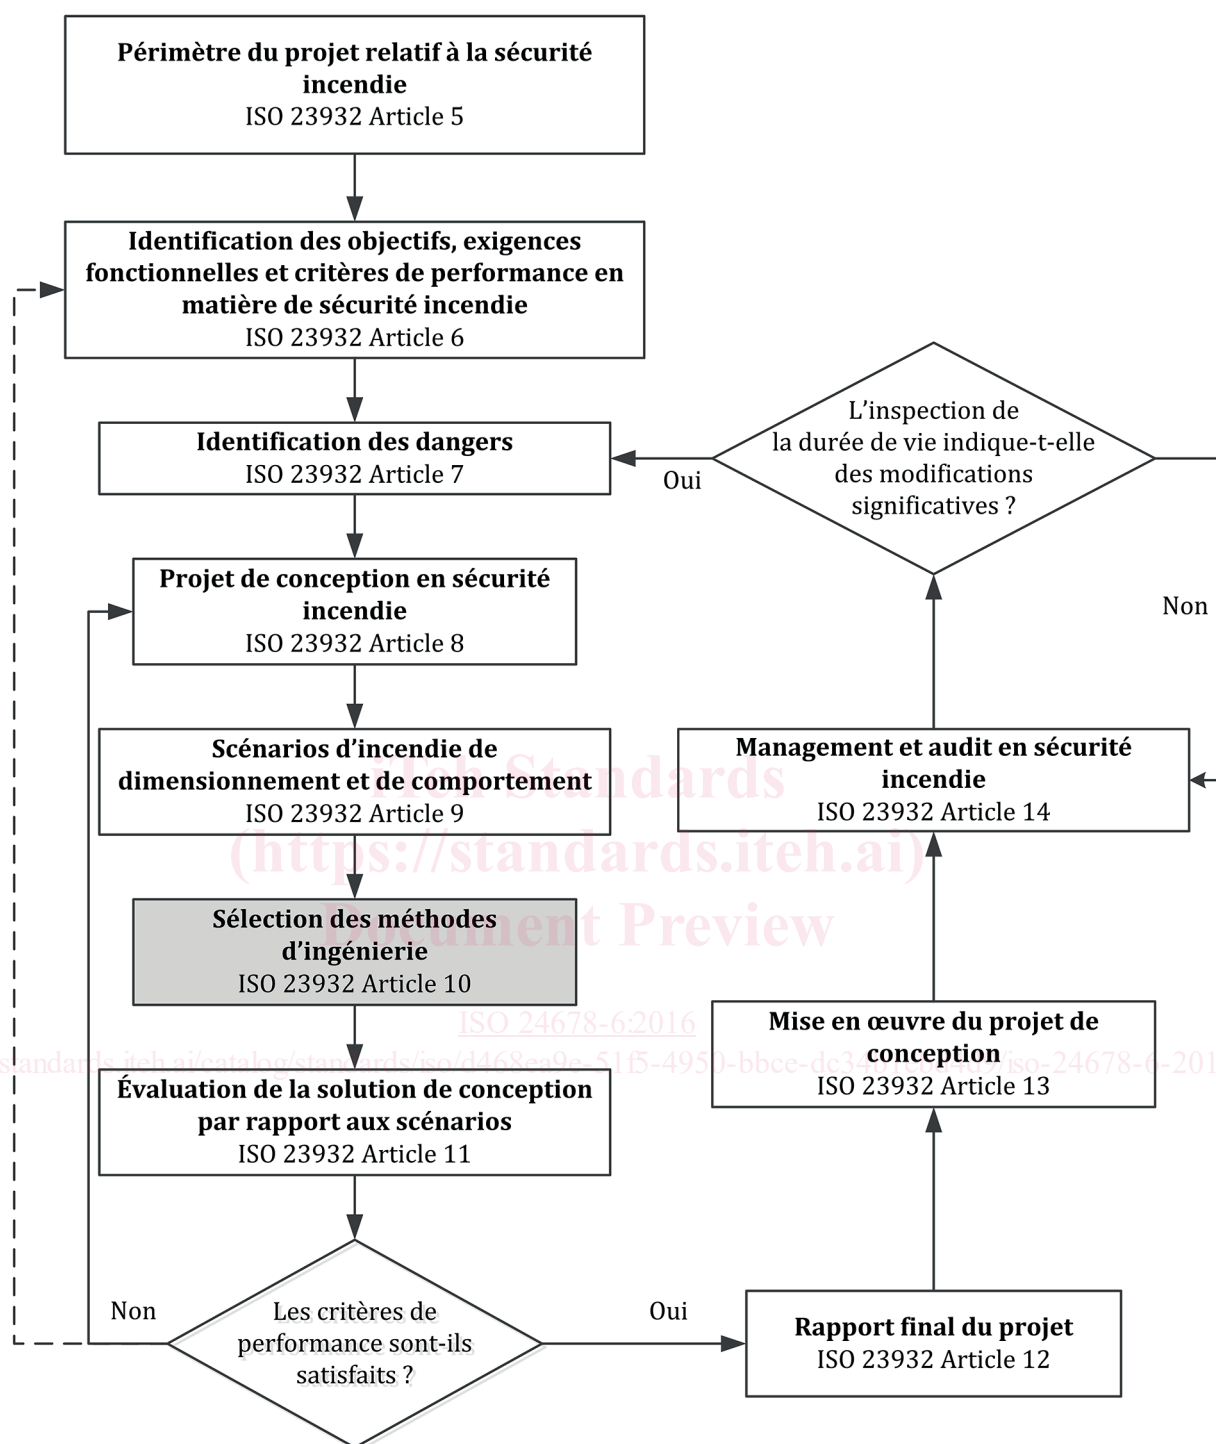 Périmètre du projet relatif à la sécurité
incendie
ISO 23932 Article 5
Identification des objectifs, exigences
fonctionnelles et critères de performance en
matière de sécurité incendie
ISO 23932 Article 6
Identification des dangers
ISO 23932 Article 7
L’inspection de
la durée de vie indique-t-elle
des modifications
significatives ?
Oui
Non
Projet de conception en sécurité
incendie
ISO 23932 Article 8
Scénarios d’incendie de
dimensionnement et de comportement
ISO 23932 Article 9
Management et audit en sécurité
incendie
ISO 23932 Article 14
iTeh Standards
(https://standards.iteh.ai)
Document Preview
Sélection des méthodes
d’ingénierie
ISO 23932 Article 10
ISO 24678-6:2016
Mise en œuvre du projet de
conception
ISO 23932 Article 13
Évaluation de la solution de conception
par rapport aux scénarios
ISO 23932 Article 11
Non
Les critères de
performance sont-ils
satisfaits ?
Oui
Rapport final du projet
ISO 23932 Article 12